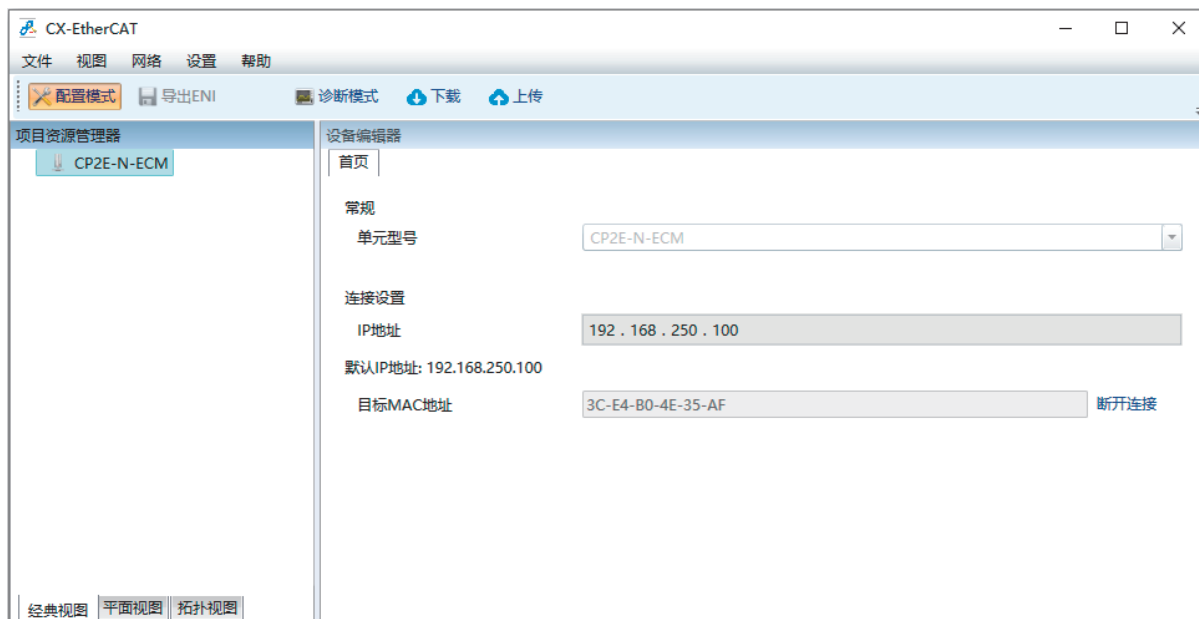 CX-EtherCAT
文件 视图 网络 设置 帮助
配置模式 导出ENI 诊断模式 下载 上传
项目资源管理器
CP2E-N-ECM
设备编辑器
首页
常规
单元型号 CP2E-N-ECM
连接设置
IP地址 192 . 168 . 250 . 100
默认IP地址: 192.168.250.100
目标MAC地址 3C-E4-B0-4E-35-AF 断开连接
经典视图 平面视图 拓扑视图